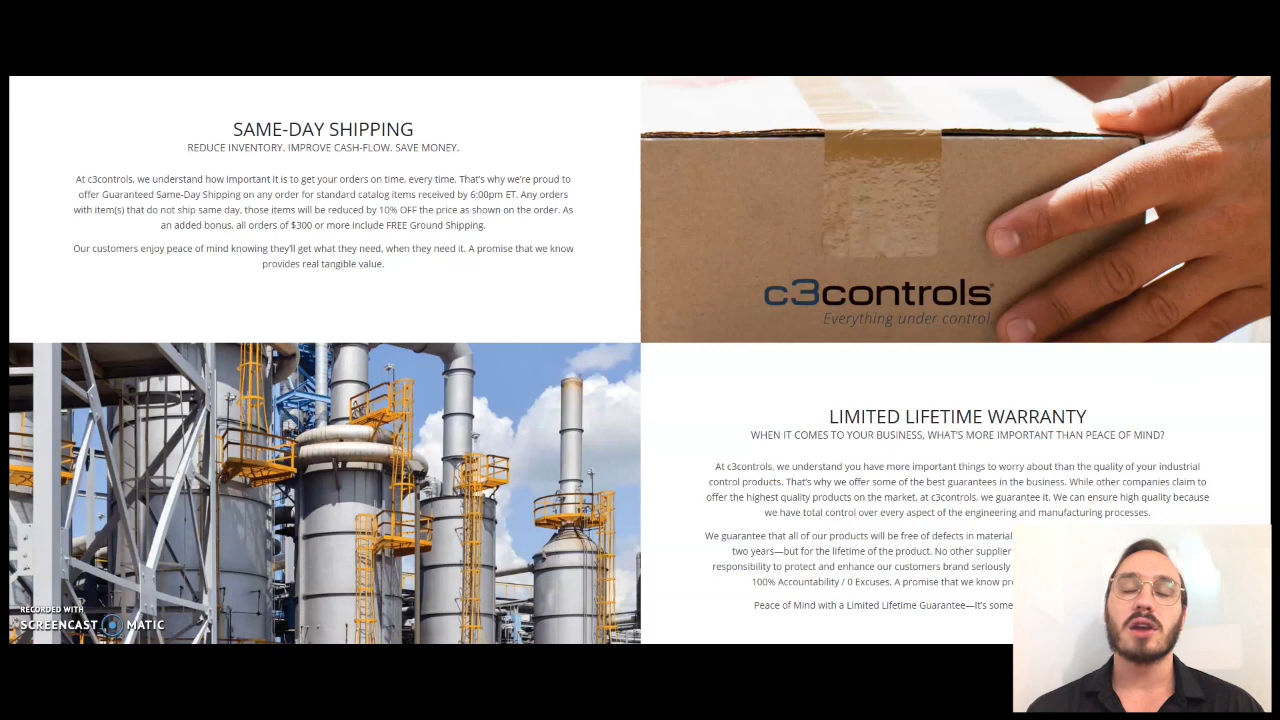 SAME-DAY SHIPPING
REDUCE INVENTORY. IMPROVE CASH-FLOW. SAVE MONEY.
At c3controls, we understand how important it is to get your orders on time, every time. That's why we're proud to
offer Guaranteed Same-Day Shipping on any order for standard catalog items received by 6:00pm ET. Any orders
with item(s) that do not ship same day, those items will be reduced by 10% OFF the price as shown on the order. As
an added bonus, all orders of $300 or more include FREE Ground Shipping.
Our customers enjoy peace of mind knowing they'll get what they need, when they need it. A promise that we know
provides real tangible value.
c3controls®
Everything under control.
LIMITED LIFETIME WARRANTY
WHEN IT COMES TO YOUR BUSINESS, WHAT'S MORE IMPORTANT THAN PEACE OF MIND?
At c3controls, we understand you have more important things to worry about than the quality of your industrial
control products. That's why we offer some of the best guarantees in the business. While other companies claim to
offer the highest quality products on the market, at c3controls, we guarantee it. We can ensure high quality because
we have total control over every aspect of the engineering and manufacturing processes.
We guarantee that all of our products will be free of defects in material
two years—but for the lifetime of the product. No other supplier
responsibility to protect and enhance our customers brand seriously
100% Accountability / 0 Excuses. A promise that we know
Peace of Mind with a Limited Lifetime Guarantee—it's
RECORDED WITH
SCREENCAST MATIC